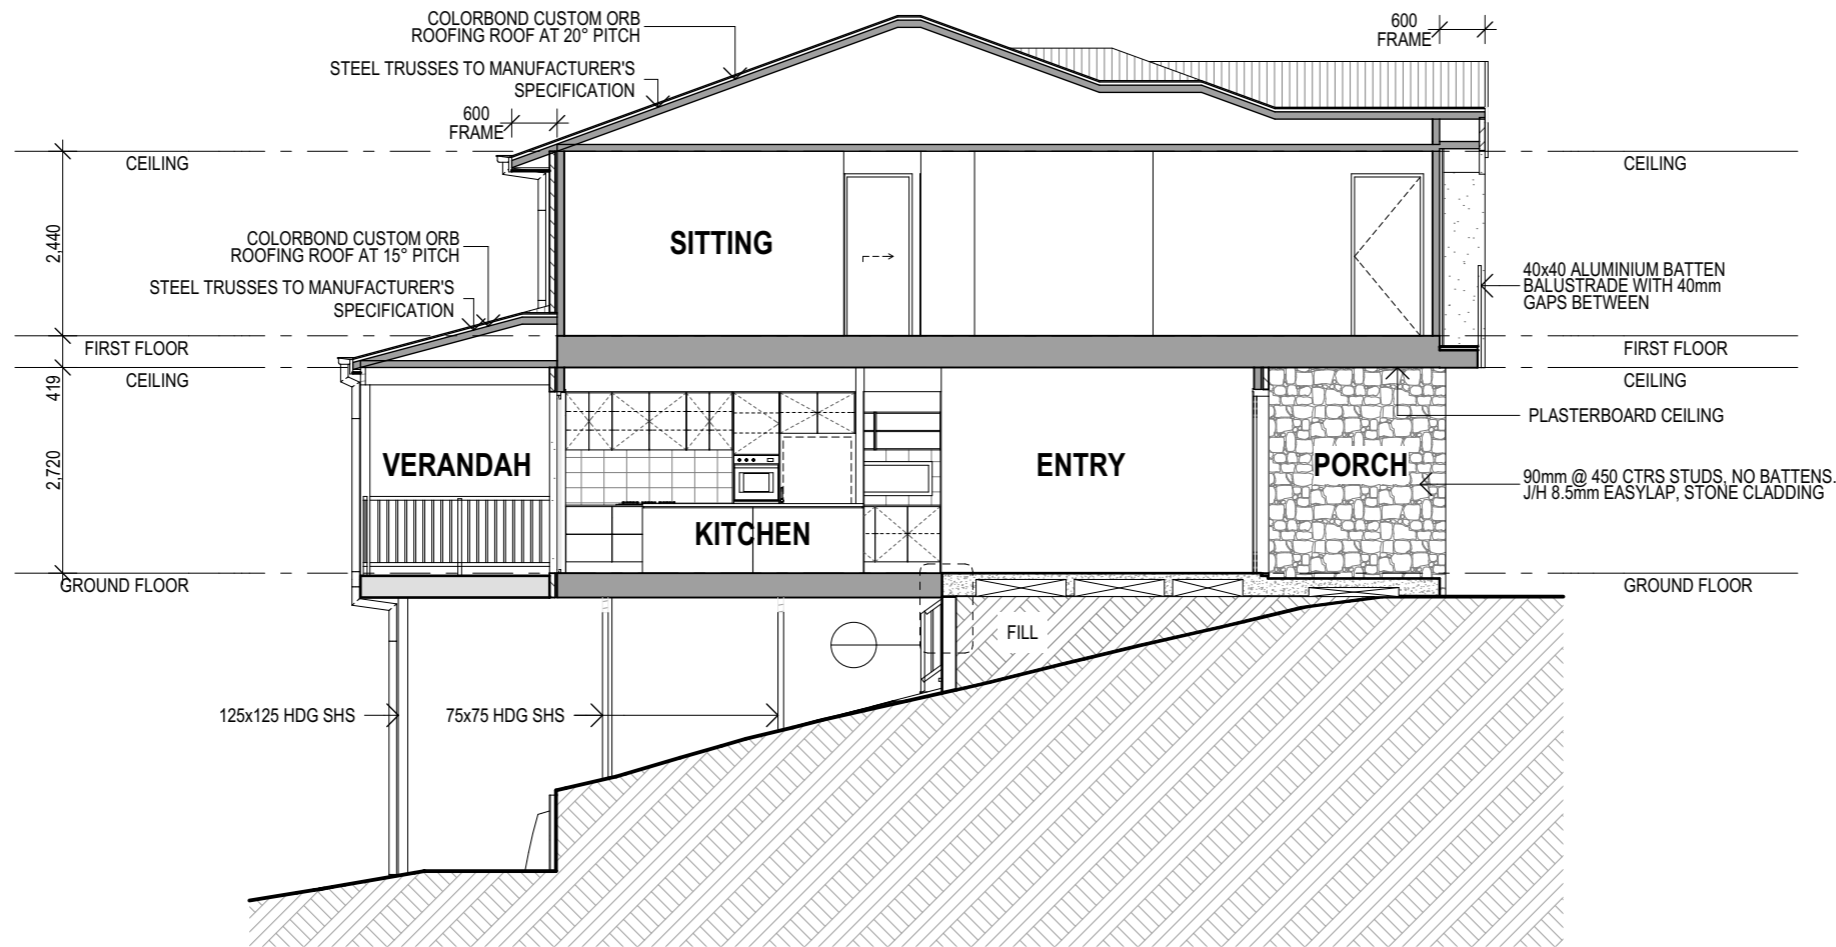 COLORBOND CUSTOM ORB
ROOFING ROOF AT 20° PITCH
STEEL TRUSSES TO MANUFACTURER'S
SPECIFICATION
600
FRAME
600
FRAME
CEILING
CEILING
2,440
SITTING
COLORBOND CUSTOM ORB
ROOFING ROOF AT 15° PITCH
STEEL TRUSSES TO MANUFACTURER'S
SPECIFICATION
40x40 ALUMINIUM BATTEN
BALUSTRADE WITH 40mm
GAPS BETWEEN
FIRST FLOOR
FIRST FLOOR
419
CEILING
CEILING
PLASTERBOARD CEILING
2,720
VERANDAH
KITCHEN
ENTRY
PORCH
90mm @ 450 CTRS STUDS, NO BATTENS.
J/H 8.5mm EASYLAP, STONE CLADDING
GROUND FLOOR
GROUND FLOOR
FILL
125x125 HDG SHS
75x75 HDG SHS